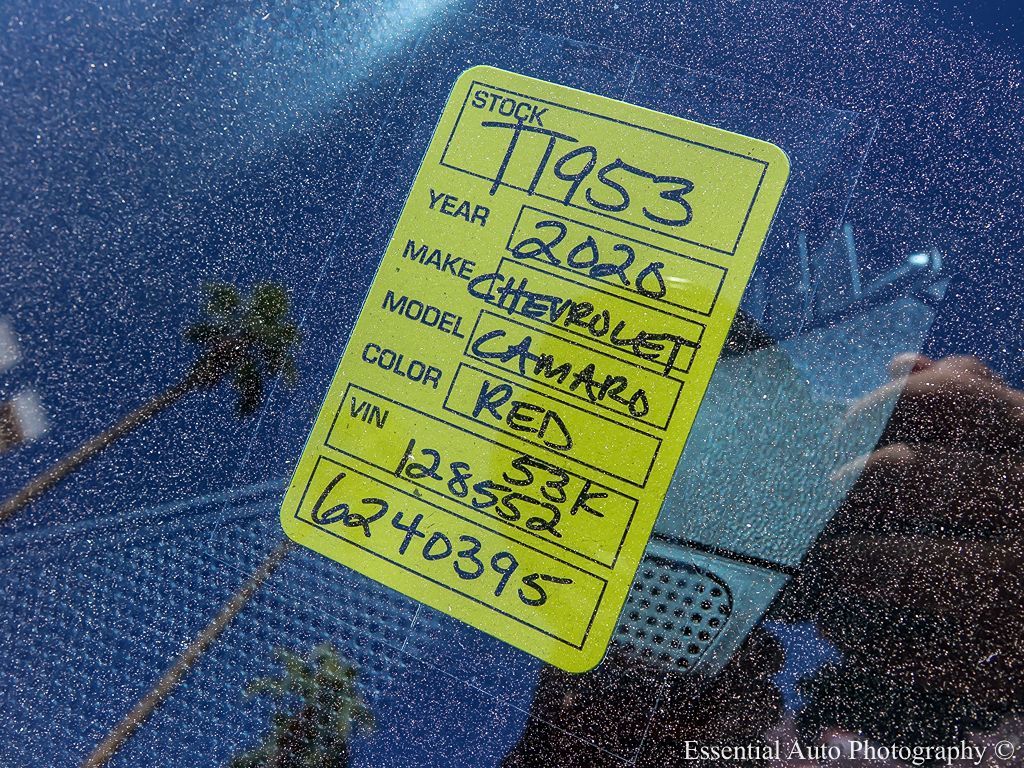 STOCK
T1953
YEAR 2020
MAKE CHEVROLET
MODEL CAMARO
COLOR RED
VIN 53K
128552
6240395
Essential Auto Photography ©